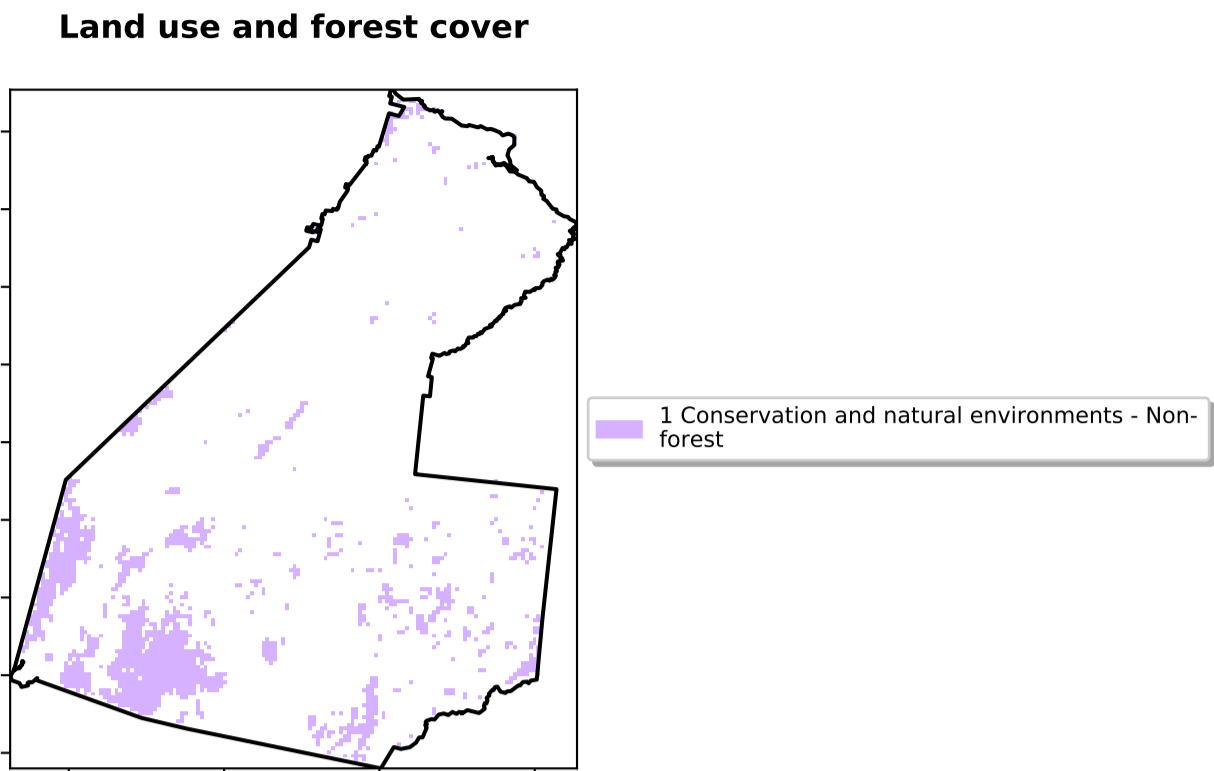 Land use and forest cover
1 Conservation and natural environments - Non-
forest